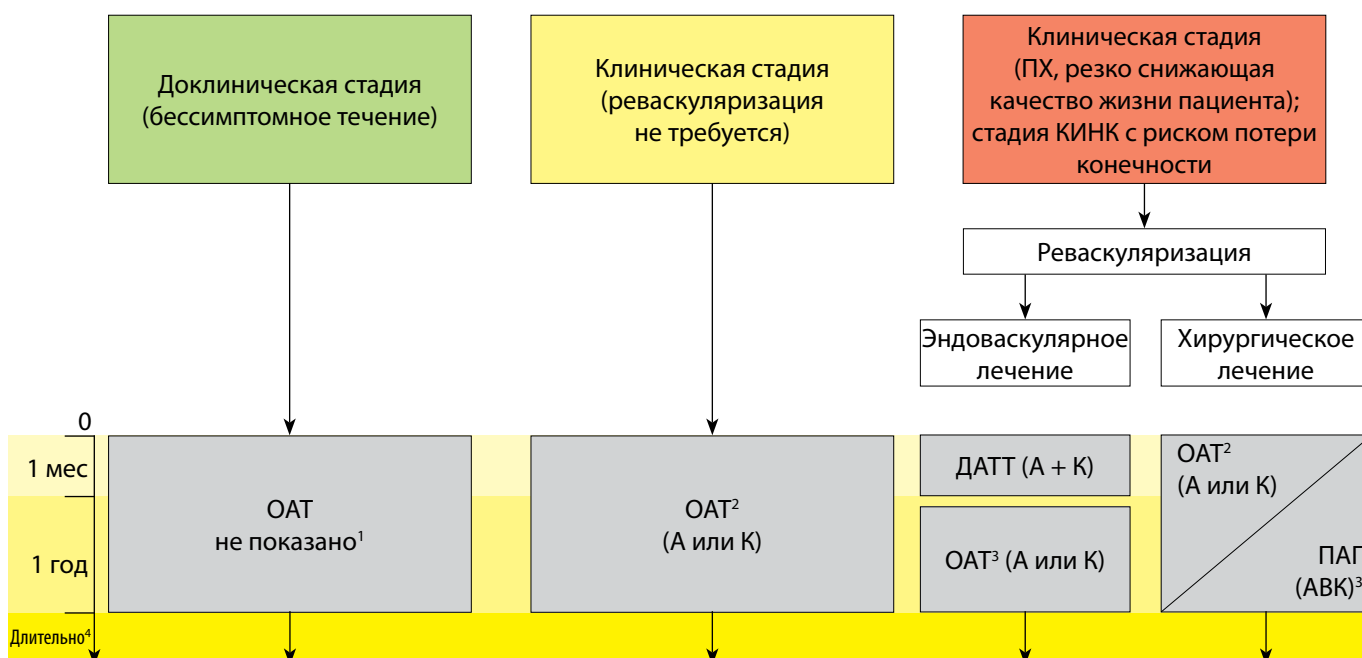 Доклиническая стадия
(бессимптомное течение)
Клиническая стадия
(реваскуляризация
не требуется)
Клиническая стадия
(ПХ, резко снижающая
качество жизни пациента);
стадия КИНК с риском потери
конечности
Реваскуляризация
Эндоваскулярное
лечение
Хирургическое
лечение
0
1 мес
1 год
Длительно⁴
ОАТ
не показано¹
ОАТ²
(А или К)
ДАТТ (А + К)
ОАТ³ (А или К)
ОАТ²
(А или К)
ПАГ
(АВК)³